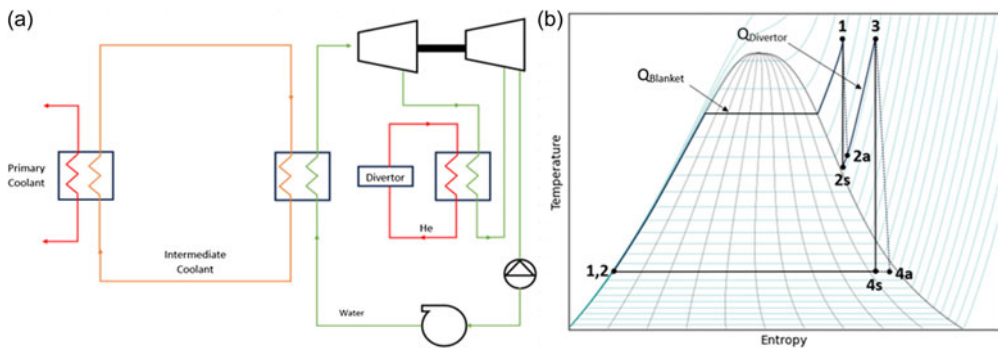 (a)
Primary
Coolant
Intermediate
Coolant
Divertor
He
Water
(b)
Temperature
Q_Blanket
Q_Divertor
1
3
2a
2s
1,2
4s
4a
Entropy